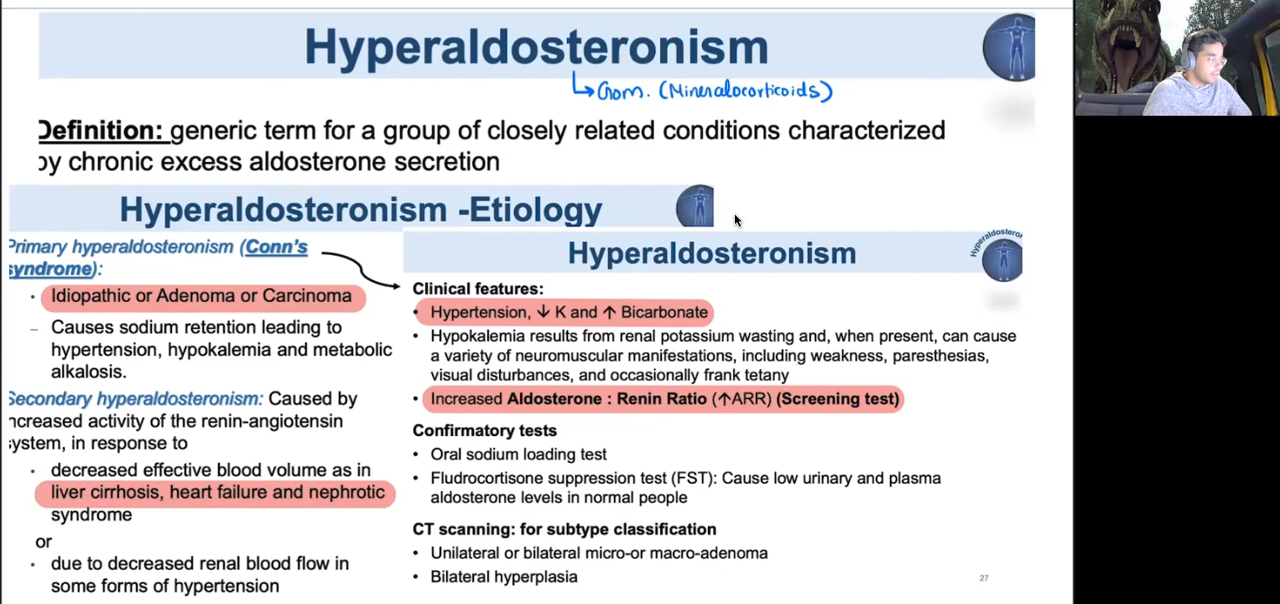 Hyperaldosteronism
Gom. (Mineralocorticoids)
Definition: generic term for a group of closely related conditions characterized
by chronic excess aldosterone secretion
Hyperaldosteronism -Etiology
Primary hyperaldosteronism (Conn's
syndrome):
• Idiopathic or Adenoma or Carcinoma
– Causes sodium retention leading to
hypertension, hypokalemia and metabolic
alkalosis.
Secondary hyperaldosteronism: Caused by
increased activity of the renin-angiotensin
system, in response to
• decreased effective blood volume as in
liver cirrhosis, heart failure and nephrotic
syndrome
or
• due to decreased renal blood flow in
some forms of hypertension
Hyperaldosteronism
Hyperaldosteror
Clinical features:
• Hypertension, ↓ K and ↑ Bicarbonate
• Hypokalemia results from renal potassium wasting and, when present, can cause
a variety of neuromuscular manifestations, including weakness, paresthesias,
visual disturbances, and occasionally frank tetany
• Increased Aldosterone : Renin Ratio (↑ARR) (Screening test)
Confirmatory tests
• Oral sodium loading test
• Fludrocortisone suppression test (FST): Cause low urinary and plasma
aldosterone levels in normal people
CT scanning: for subtype classification
• Unilateral or bilateral micro-or macro-adenoma
• Bilateral hyperplasia
27